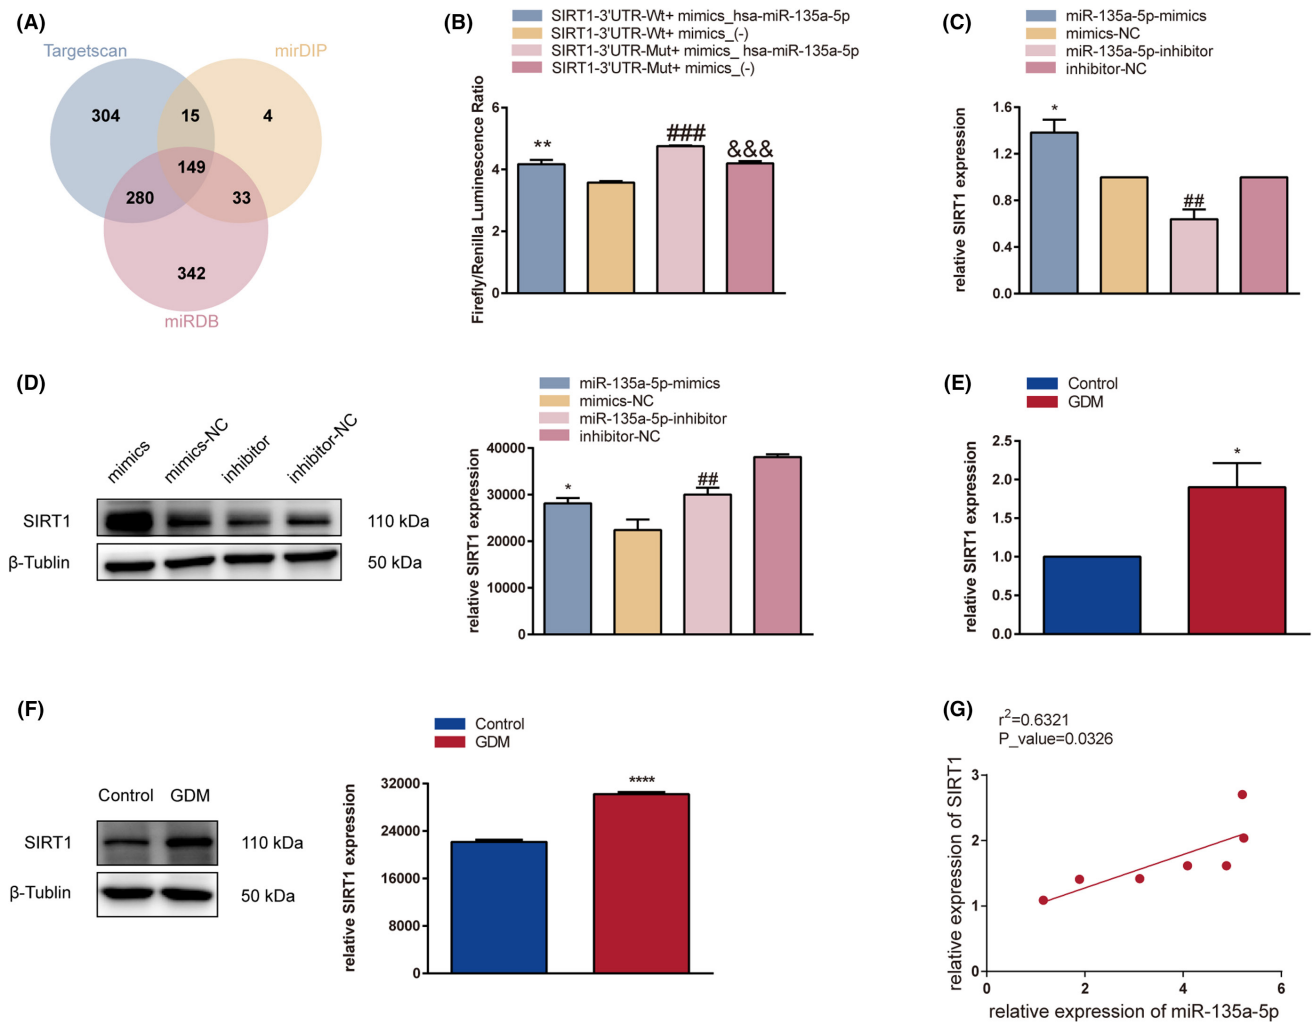 (A)
Targetscan
mirDIP
304
15
4
149
280
33
342
miRDB
(B)
SIRT1-3'UTR-Wt+ mimics_hsa-miR-135a-5p
SIRT1-3'UTR-Wt+ mimics_(-)
SIRT1-3'UTR-Mut+ mimics_ hsa-miR-135a-5p
SIRT1-3'UTR-Mut+ mimics_(-)
Firefly/Renilla Luminescence Ratio
6
4
2
0
**
###
&&&
(C)
miR-135a-5p-mimics
mimics-NC
miR-135a-5p-inhibitor
inhibitor-NC
relative SIRT1 expression
1.6
1.2
0.8
0.4
0.0
*
##
(D)
mimics
mimics-NC
inhibitor
inhibitor-NC
SIRT1
110 kDa
β-Tublin
50 kDa
miR-135a-5p-mimics
mimics-NC
miR-135a-5p-inhibitor
inhibitor-NC
relative SIRT1 expression
40000
30000
20000
10000
0
*
##
(E)
Control
GDM
relative SIRT1 expression
2.5
2.0
1.5
1.0
0.5
0.0
*
(F)
Control
GDM
SIRT1
110 kDa
β-Tublin
50 kDa
Control
GDM
relative SIRT1 expression
32000
24000
16000
8000
0
****
(G)
r²=0.6321
P_value=0.0326
relative expression of SIRT1
3
2
1
0
0
2
4
6
relative expression of miR-135a-5p